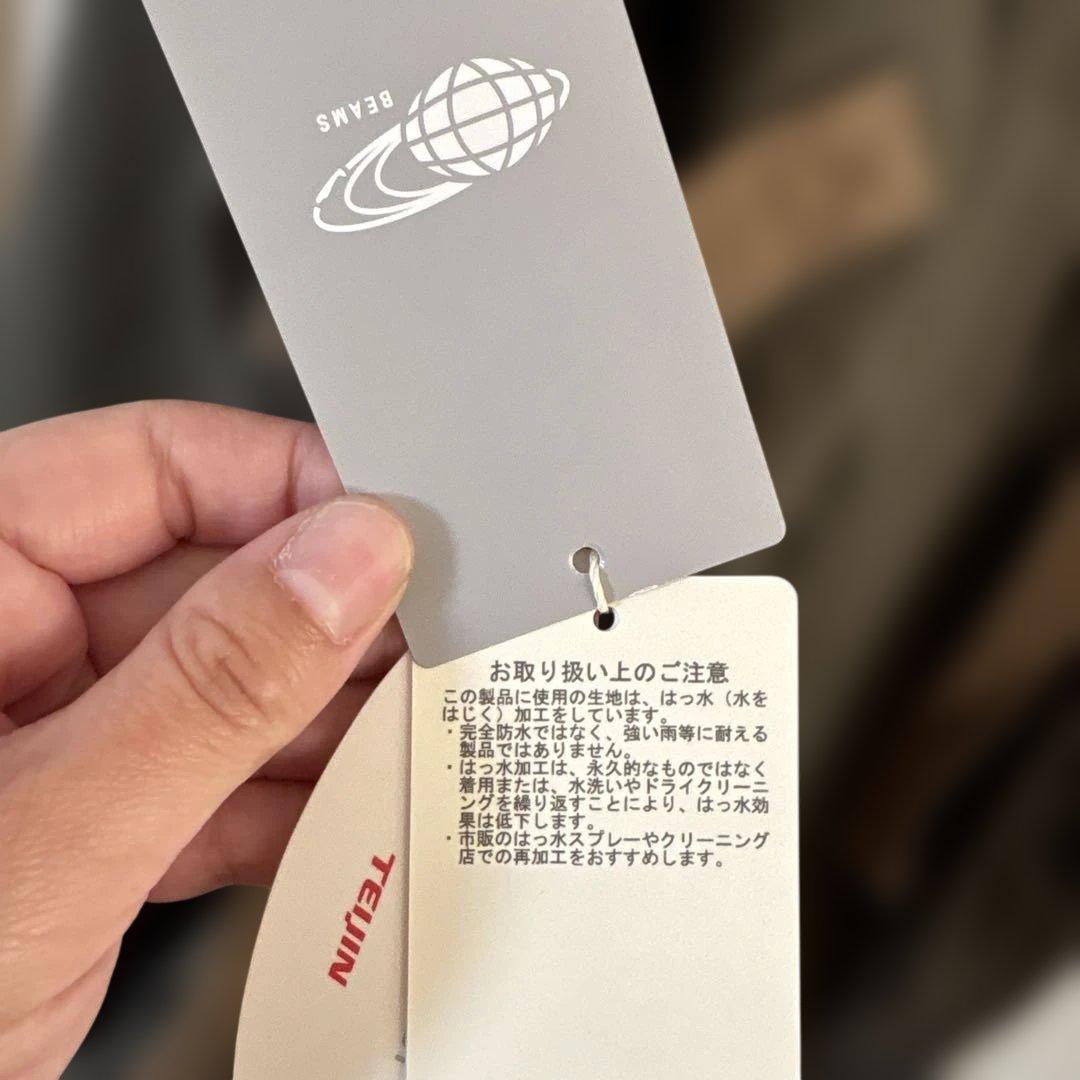 BEAMS
お取り扱い上のご注意
この製品に使用の生地は、はっ水（水を
はじく）加工をしています。
・完全防水ではなく、強い雨等に耐える
製品ではありません。
・はっ水加工は、永久的なものではなく
着用または、水洗いやドライクリーニ
ングを繰り返すことにより、はっ水効
果は低下します。
・市販のはっ水スプレーやクリーニング
店での再加工をおすすめします。
TEIJIN